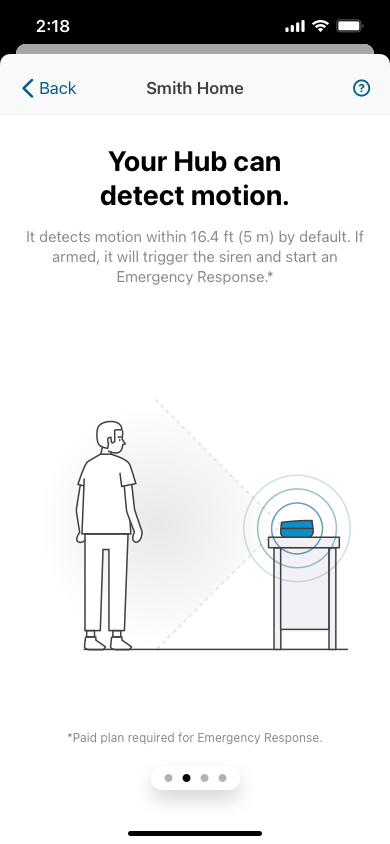 2:18
Back
Smith Home
?
Your Hub can
detect motion.
It detects motion within 16.4 ft (5 m) by default. If
armed, it will trigger the siren and start an
Emergency Response.*
*Paid plan required for Emergency Response.